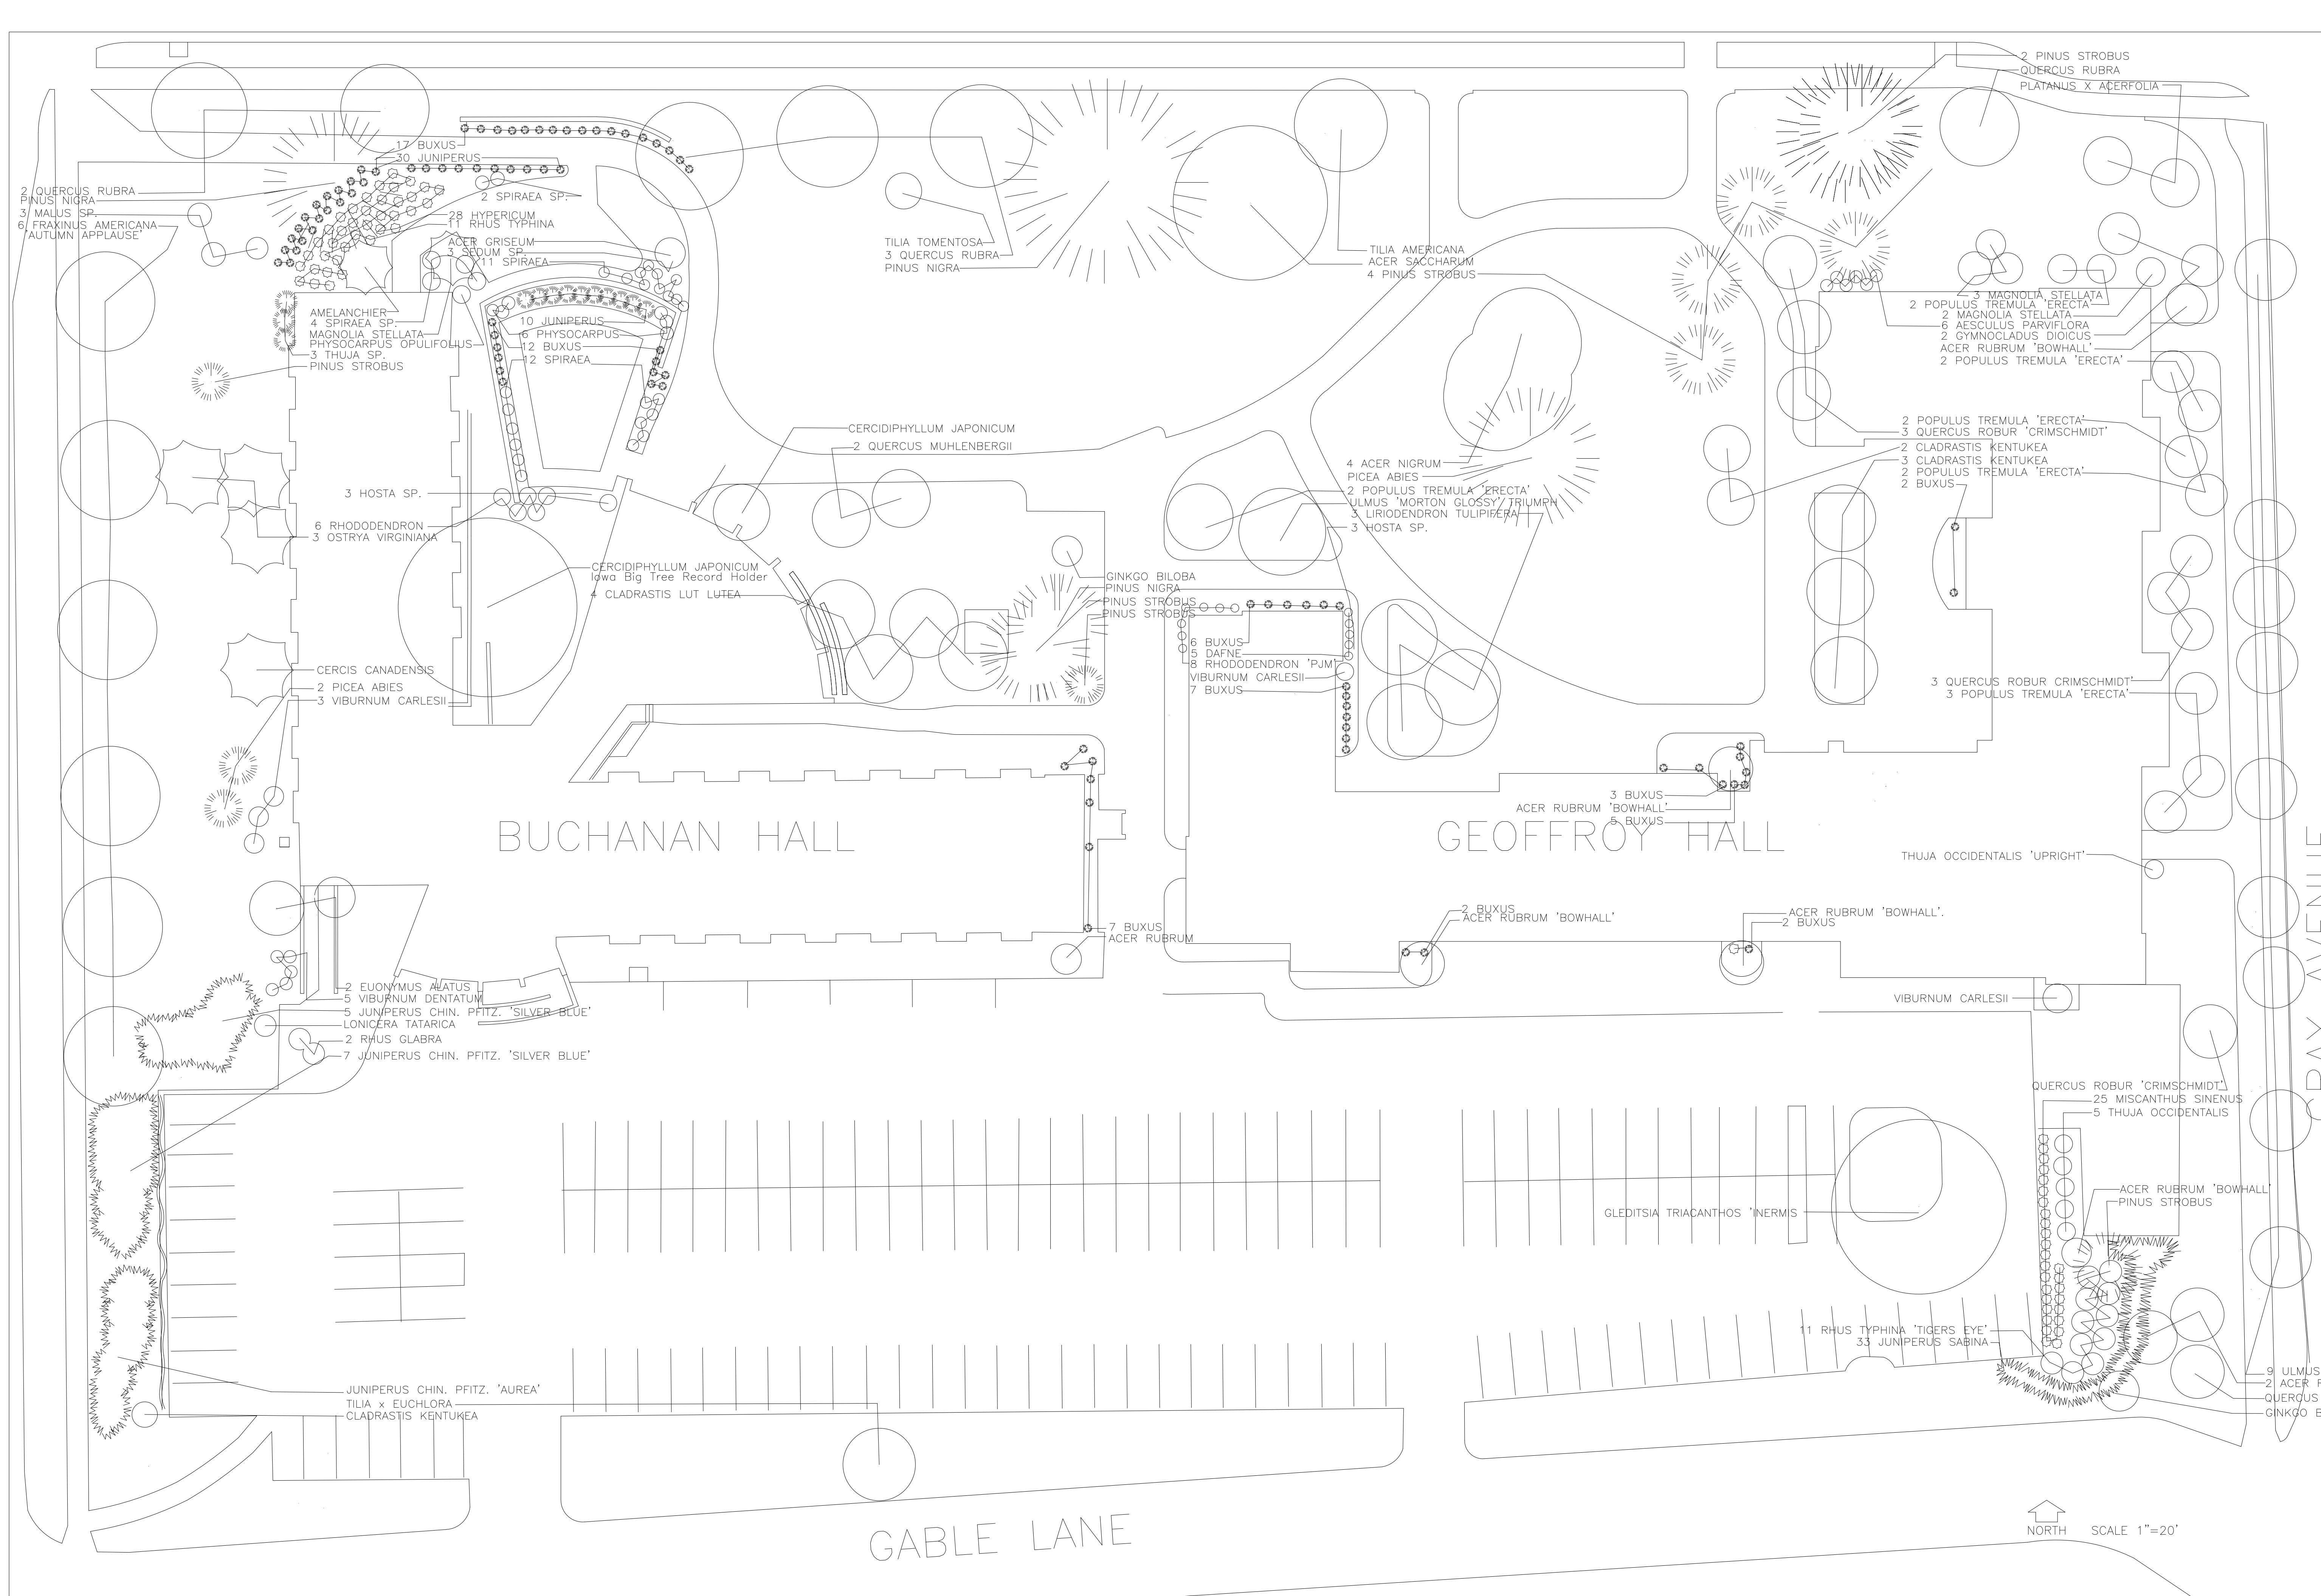 2 PINUS STROBUS
QUERCUS RUBRA
PLATANUS X ACERFOLIA
17 BUXUS
30 JUNIPERUS
2 QUERCUS RUBRA
PINUS NIGRA
3 MALUS SP.
6 FRAXINUS AMERICANA
'AUTUMN APPLAUSE'
2 SPIRAEA SP.
28 HYPERICUM
11 RHUS TYPHINA
ACER GRISEUM
3 SEDUM SP.
11 SPIRAEA
TILIA TOMENTOSA
3 QUERCUS RUBRA
PINUS NIGRA
TILIA AMERICANA
ACER SACCHARUM
4 PINUS STROBUS
AMELANCHIER
4 SPIRAEA SP.
MAGNOLIA STELLATA
PHYSOCARPUS OPULIFOLIUS
3 THUJA SP.
PINUS STROBUS
10 JUNIPERUS
6 PHYSOCARPUS
12 BUXUS
12 SPIRAEA
3 MAGNOLIA STELLATA
2 POPULUS TREMULA 'ERECTA'
2 MAGNOLIA STELLATA
6 AESCULUS PARVIFLORA
2 GYMNOCLADUS DIOICUS
ACER RUBRUM 'BOWHALL'
2 POPULUS TREMULA 'ERECTA'
CERCIDIPHYLLUM JAPONICUM
2 QUERCUS MUHLENBERGII
2 POPULUS TREMULA 'ERECTA'
3 QUERCUS ROBUR 'CRIMSCHMIDT'
2 CLADRASTIS KENTUKEA
3 CLADRASTIS KENTUKEA
2 POPULUS TREMULA 'ERECTA'
2 BUXUS
4 ACER NIGRUM
PICEA ABIES
2 POPULUS TREMULA 'ERECTA'
ULMUS 'MORTON GLOSSY' TRIUMPH
3 LIRIODENDRON TULIPIFERA
3 HOSTA SP.
3 HOSTA SP.
6 RHODODENDRON
3 OSTRYA VIRGINIANA
CERCIDIPHYLLUM JAPONICUM
Iowa Big Tree Record Holder
4 CLADRASTIS LUT LUTEA
GINKGO BILOBA
PINUS NIGRA
PINUS STROBUS
PINUS STROBUS
6 BUXUS
5 DAFNE
8 RHODODENDRON 'PJM'
VIBURNUM CARLESII
7 BUXUS
CERCIS CANADENSIS
2 PICEA ABIES
3 VIBURNUM CARLESII
3 QUERCUS ROBUR CRIMSCHMIDT'
3 POPULUS TREMULA 'ERECTA'
3 BUXUS
ACER RUBRUM 'BOWHALL'
5 BUXUS
BUCHANAN HALL
GEOFFROY HALL
THUJA OCCIDENTALIS 'UPRIGHT'
2 BUXUS
ACER RUBRUM 'BOWHALL'
ACER RUBRUM 'BOWHALL'.
2 BUXUS
7 BUXUS
ACER RUBRUM
2 EUONYMUS ALATUS
5 VIBURNUM DENTATUM
5 JUNIPERUS CHIN. PFITZ. 'SILVER BLUE'
LONICERA TATARICA
2 RHUS GLABRA
7 JUNIPERUS CHIN. PFITZ. 'SILVER BLUE'
VIBURNUM CARLESII
QUERCUS ROBUR 'CRIMSCHMIDT'
25 MISCANTHUS SINENUS
5 THUJA OCCIDENTALIS
ACER RUBRUM 'BOWHALL'
PINUS STROBUS
GLEDITSIA TRIACANTHOS 'INERMIS
11 RHUS TYPHINA 'TIGERS EYE'
33 JUNIPERUS SABINA
9 ULMUS
2 ACER
QUERCUS
GINKGO
JUNIPERUS CHIN. PFITZ. 'AUREA'
TILIA x EUCHLORA
CLADRASTIS KENTUKEA
GABLE LANE
NORTH SCALE 1"=20'